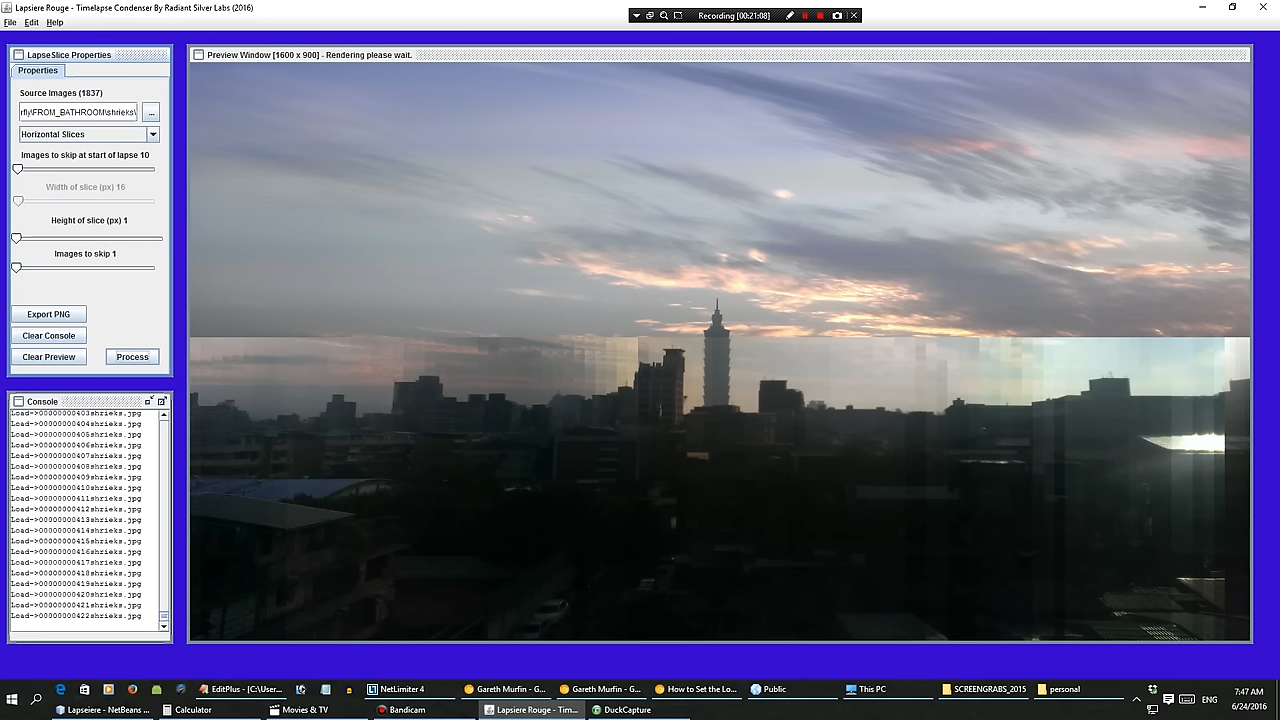 Lapsiere Rouge - Timelapse Condenser By Radiant Silver Labs (2016)
Recording [00:21:08]
File Edit Help
LapseSlice Properties
Preview Window [1600 x 900] - Rendering please wait.
Properties
Source Images (1837)
rfly\FROM_BATHROOM\shrieks\
...
Horizontal Slices
Images to skip at start of lapse 10
Width of slice (px) 16
Height of slice (px) 1
Images to skip 1
Export PNG
Clear Console
Clear Preview
Process
Console
Load->00000000403shrieks.jpg
Load->00000000404shrieks.jpg
Load->00000000405shrieks.jpg
Load->00000000406shrieks.jpg
Load->00000000407shrieks.jpg
Load->00000000408shrieks.jpg
Load->00000000409shrieks.jpg
Load->00000000410shrieks.jpg
Load->00000000411shrieks.jpg
Load->00000000412shrieks.jpg
Load->00000000413shrieks.jpg
Load->00000000414shrieks.jpg
Load->00000000415shrieks.jpg
Load->00000000416shrieks.jpg
Load->00000000417shrieks.jpg
Load->00000000418shrieks.jpg
Load->00000000419shrieks.jpg
Load->00000000420shrieks.jpg
Load->00000000421shrieks.jpg
Load->00000000422shrieks.jpg
EditPlus - [C:\User... NetLimiter 4 Gareth Murfin - G... Gareth Murfin - G... How to Set the Lo... Public This PC SCREENGRABS_2015 personal
Lapseiere - NetBeans ... Calculator Movies & TV Bandicam Lapsiere Rouge - Tim... DuckCapture
ENG
7:47 AM
6/24/2016